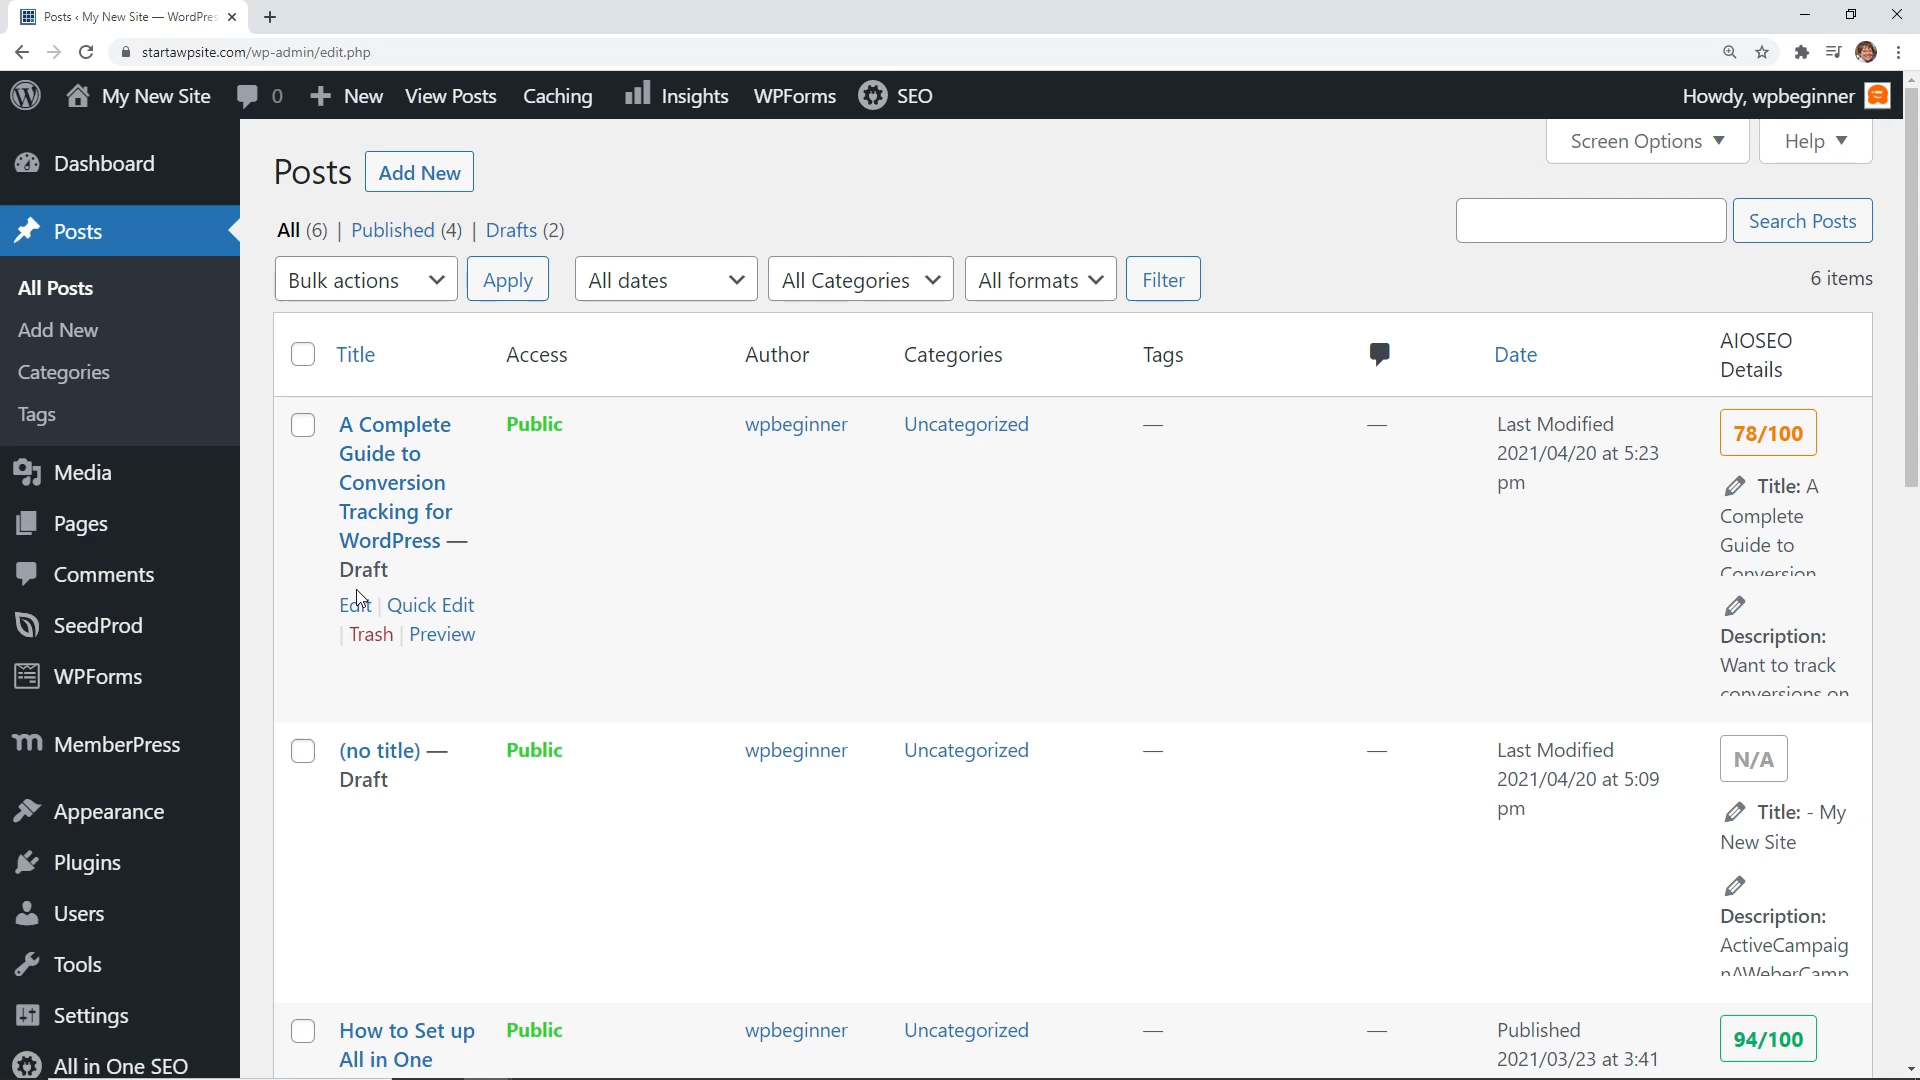 Posts ‹ My New Site — WordPres
startawpsite.com/wp-admin/edit.php
My New Site 0 New View Posts Caching Insights WPForms SEO Howdy, wpbeginner
Screen Options Help
Dashboard
Posts
All Posts
Add New
Categories
Tags
Media
Pages
Comments
SeedProd
WPForms
MemberPress
Appearance
Plugins
Users
Tools
Settings
All in One SEO
Posts Add New
All (6) | Published (4) | Drafts (2)
Search Posts
Bulk actions Apply All dates All Categories All formats Filter 6 items
Title Access Author Categories Tags Date AIOSEO
Details
A Complete
Guide to
Conversion
Tracking for
WordPress —
Draft
Edit | Quick Edit
| Trash | Preview
Public
wpbeginner
Uncategorized
—
—
Last Modified
2021/04/20 at 5:23
pm
78/100
Title: A
Complete
Guide to
Conversion
Description:
Want to track
conversions on
(no title) —
Draft
Public
wpbeginner
Uncategorized
—
—
Last Modified
2021/04/20 at 5:09
pm
N/A
Title: - My
New Site
Description:
ActiveCampaig
nAWeberCamp
How to Set up
All in One
Public
wpbeginner
Uncategorized
—
—
Published
2021/03/23 at 3:41
94/100